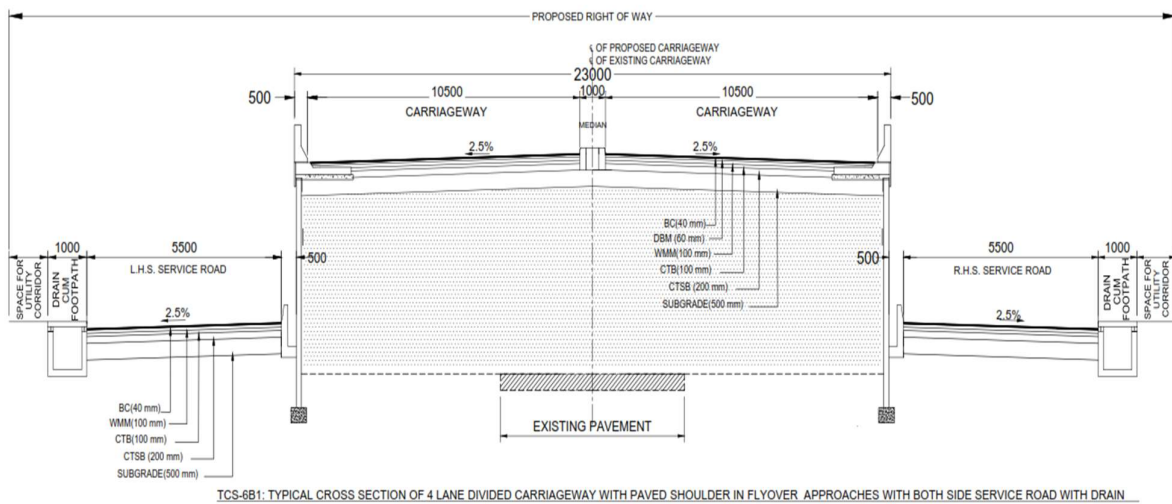 PROPOSED RIGHT OF WAY
℄ OF PROPOSED CARRIAGEWAY
℄ OF EXISTING CARRIAGEWAY
23000
500
10500
1000
10500
500
CARRIAGEWAY
CARRIAGEWAY
MEDIAN
2.5%
2.5%
BC(40 mm)
DBM (60 mm)
WMM(100 mm)
CTB(100 mm)
CTSB (200 mm)
SUBGRADE(500 mm)
1000
5500
500
500
5500
1000
L.H.S. SERVICE ROAD
R.H.S. SERVICE ROAD
SPACE FOR
UTILITY
CORRIDOR
DRAIN
CUM
FOOTPATH
DRAIN
CUM
FOOTPATH
SPACE FOR
UTILITY
CORRIDOR
2.5%
2.5%
BC(40 mm)
WMM(100 mm)
CTB(100 mm)
CTSB (200 mm)
SUBGRADE(500 mm)
EXISTING PAVEMENT
TCS-6B1: TYPICAL CROSS SECTION OF 4 LANE DIVIDED CARRIAGEWAY WITH PAVED SHOULDER IN FLYOVER APPROACHES WITH BOTH SIDE SERVICE ROAD WITH DRAIN